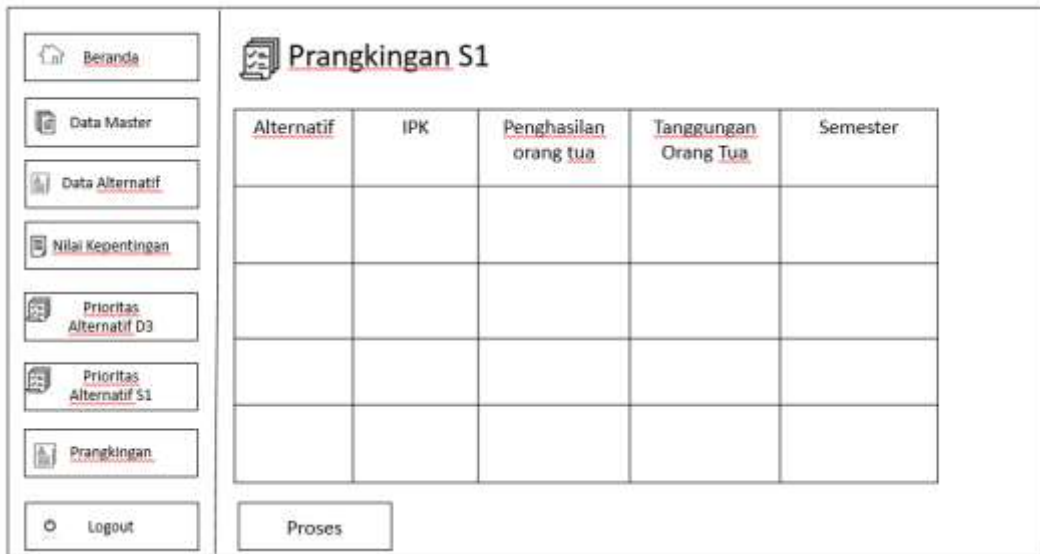 Beranda
Data Master
Data Alternatif
Nilai Kepentingan
Prioritas
Alternatif D3
Prioritas
Alternatif S1
Prangkingan
Logout
Prangkingan S1
Alternatif IPK Penghasilan Tanggungan Semester
orang tua Orang Tua
Proses